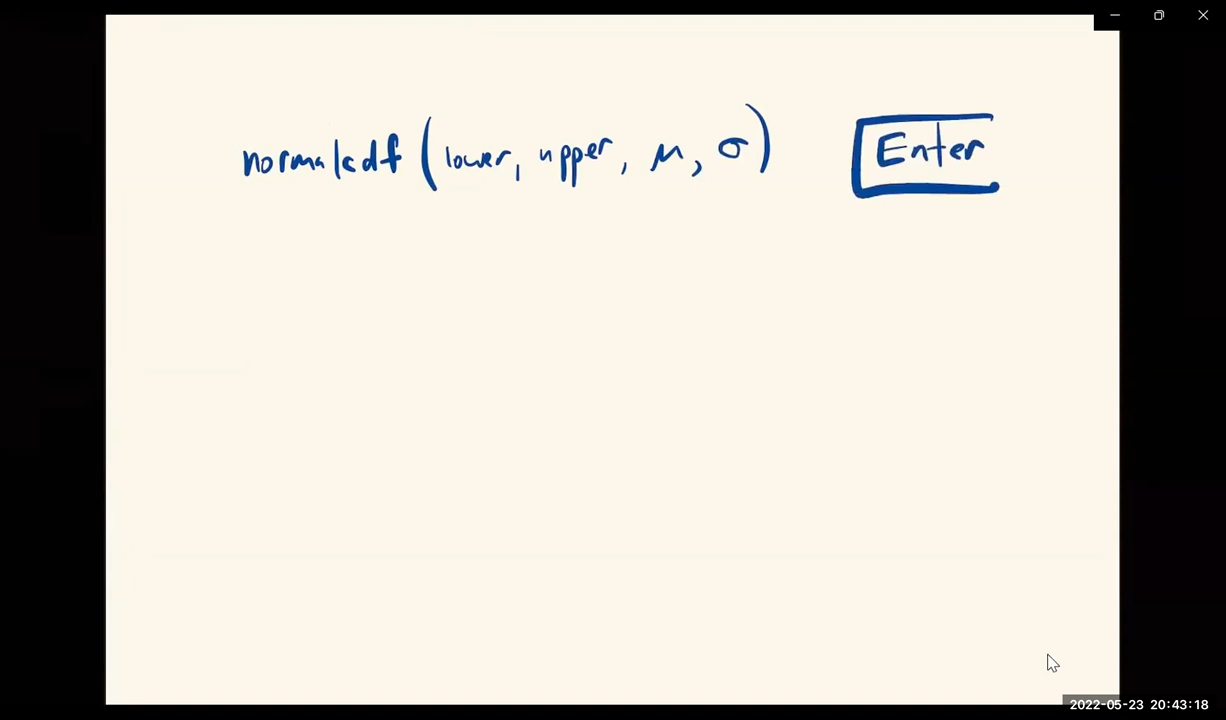 normalcdf (lower, upper, μ, σ) Enter
2022-05-23 20:43:18